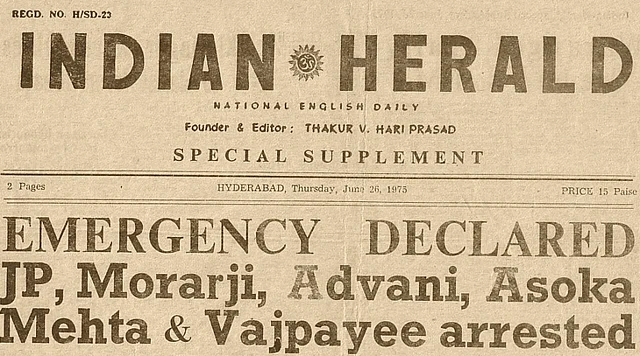 REGD. NO. H/SD-23
INDIAN HERALD
NATIONAL ENGLISH DAILY
Founder & Editor: THAKUR V. HARI PRASAD
SPECIAL SUPPLEMENT
2 Pages HYDERABAD, Thursday, June 26, 1975 PRICE 15 Paise
EMERGENCY DECLARED
JP, Morarji, Advani, Asoka
Mehta & Vajpayee arrested